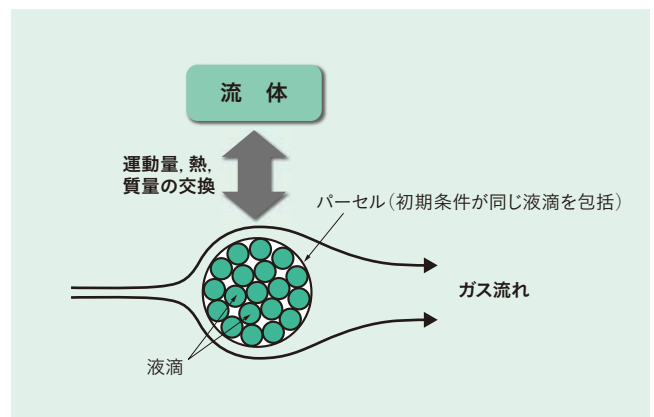 流　体
運動量, 熱,
質量の交換
パーセル（初期条件が同じ液滴を包括）
ガス流れ
液滴